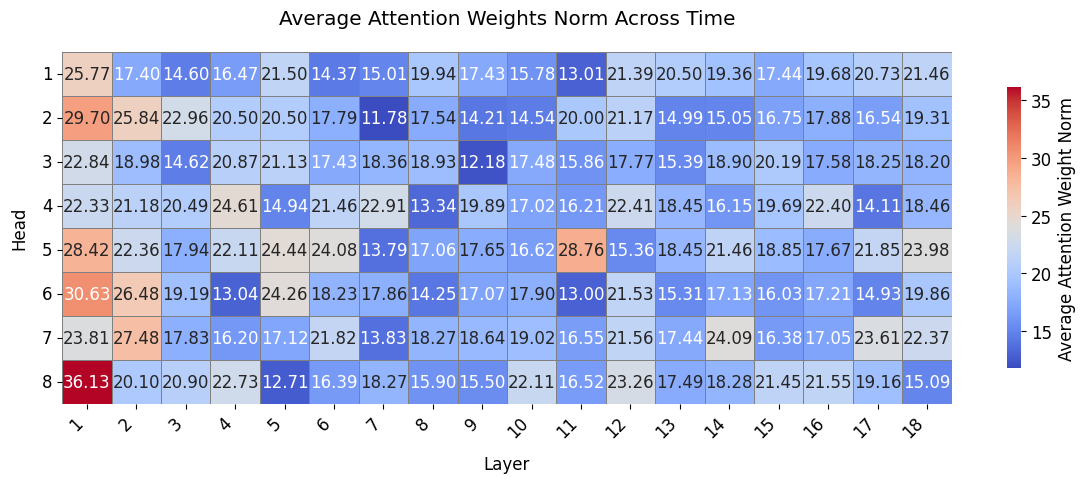 Average Attention Weights Norm Across Time
1 25.77 17.40 14.60 16.47 21.50 14.37 15.01 19.94 17.43 15.78 13.01 21.39 20.50 19.36 17.44 19.68 20.73 21.46
2 29.70 25.84 22.96 20.50 20.50 17.79 11.78 17.54 14.21 14.54 20.00 21.17 14.99 15.05 16.75 17.88 16.54 19.31
3 22.84 18.98 14.62 20.87 21.13 17.43 18.36 18.93 12.18 17.48 15.86 17.77 15.39 18.90 20.19 17.58 18.25 18.20
4 22.33 21.18 20.49 24.61 14.94 21.46 22.91 13.34 19.89 17.02 16.21 22.41 18.45 16.15 19.69 22.40 14.11 18.46
5 28.42 22.36 17.94 22.11 24.44 24.08 13.79 17.06 17.65 16.62 28.76 15.36 18.45 21.46 18.85 17.67 21.85 23.98
6 30.63 26.48 19.19 13.04 24.26 18.23 17.86 14.25 17.07 17.90 13.00 21.53 15.31 17.13 16.03 17.21 14.93 19.86
7 23.81 27.48 17.83 16.20 17.12 21.82 13.83 18.27 18.64 19.02 16.55 21.56 17.44 24.09 16.38 17.05 23.61 22.37
8 36.13 20.10 20.90 22.73 12.71 16.39 18.27 15.90 15.50 22.11 16.52 23.26 17.49 18.28 21.45 21.55 19.16 15.09
1 2 3 4 5 6 7 8 9 10 11 12 13 14 15 16 17 18
Layer
Head
35
30
25
20
15
Average Attention Weight Norm